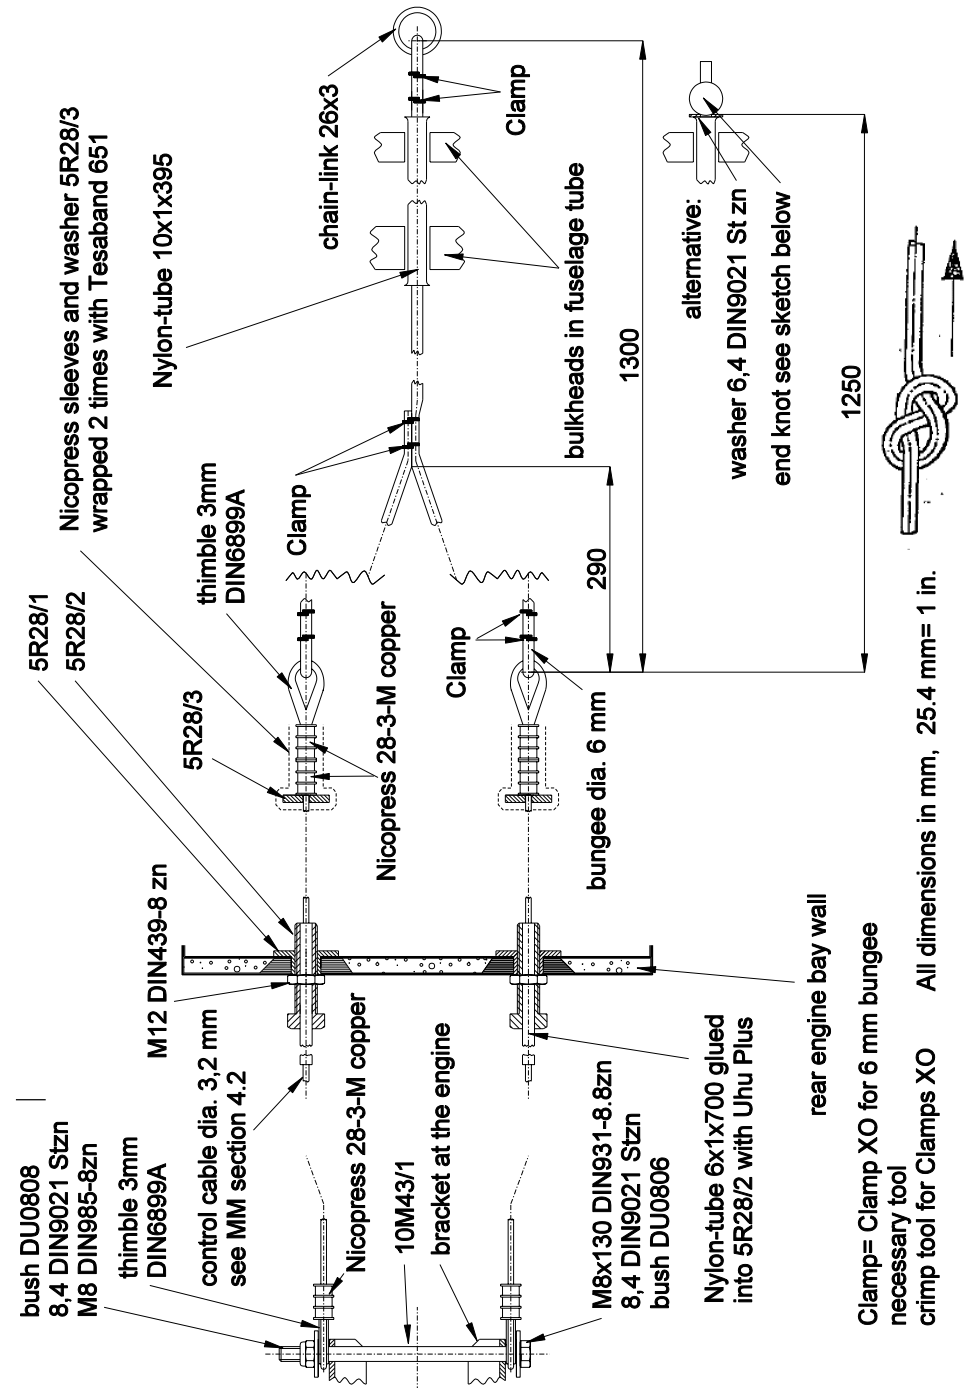 bush DU0808
8,4 DIN9021 Stzn
M8 DIN985-8zn
thimble 3mm
DIN6899A
control cable dia. 3,2 mm
see MM section 4.2
Nicopress 28-3-M copper
10M43/1
bracket at the engine
M8x130 DIN931-8.8zn
8,4 DIN9021 Stzn
bush DU0806
M12 DIN439-8 zn
5R28/1
5R28/2
Nylon-tube 6x1x700 glued
into 5R28/2 with Uhu Plus
rear engine bay wall
5R28/3
Nicopress sleeves and washer 5R28/3
wrapped 2 times with Tesaband 651
thimble 3mm
DIN6899A
Nicopress 28-3-M copper
Clamp
bungee dia. 6 mm
Clamp
290
Nylon-tube 10x1x395
chain-link 26x3
Clamp
bulkheads in fuselage tube
1300
alternative:
washer 6,4 DIN9021 St zn
end knot see sketch below
1250
Clamp= Clamp XO for 6 mm bungee
necessary tool
crimp tool for Clamps XO
All dimensions in mm, 25.4 mm= 1 in.